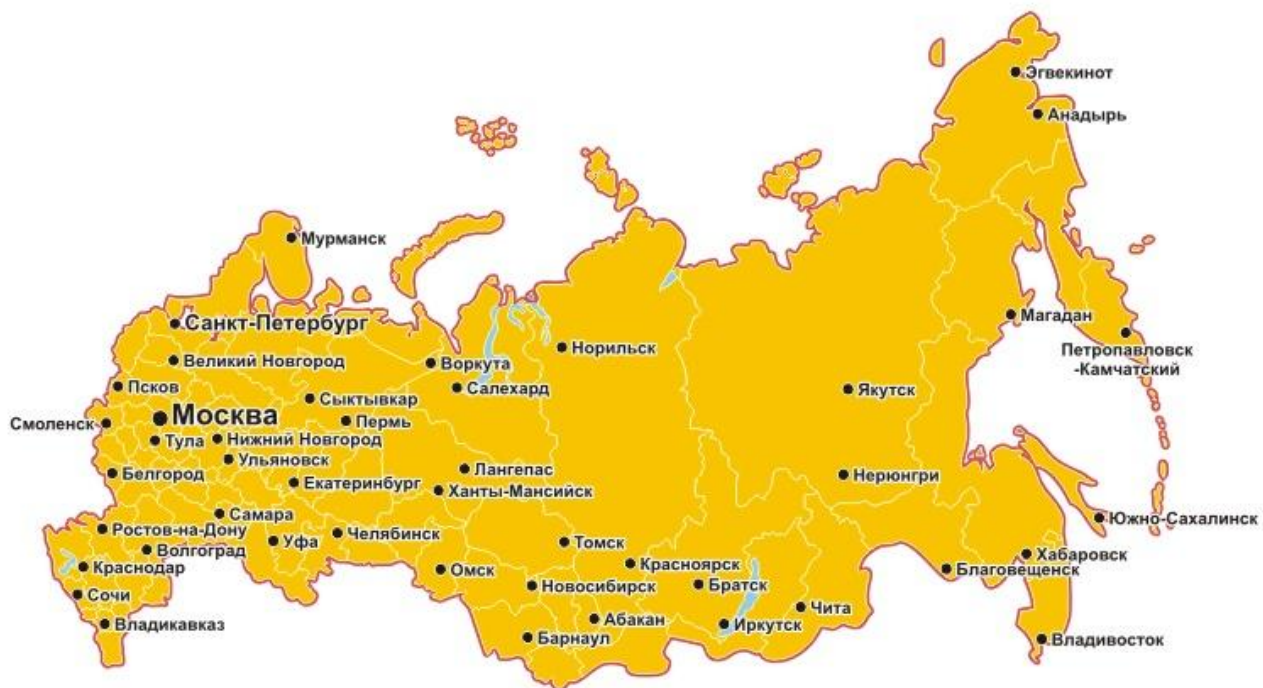 Эгвекинот
Анадырь
Мурманск
Магадан
Санкт-Петербург
Петропавловск
-Камчатский
Норильск
Великий Новгород
Воркута
Псков
Салехард
Якутск
Сыктывкар
Москва
Пермь
Смоленск
Тула
Нижний Новгород
Ульяновск
Лангепас
Белгород
Нерюнгри
Екатеринбург
Ханты-Мансийск
Самара
Южно-Сахалинск
Ростов-на-Дону
Челябинск
Уфа
Томск
Волгоград
Хабаровск
Красноярск
Краснодар
Омск
Благовещенск
Новосибирск
Братск
Сочи
Чита
Абакан
Владикавказ
Иркутск
Барнаул
Владивосток